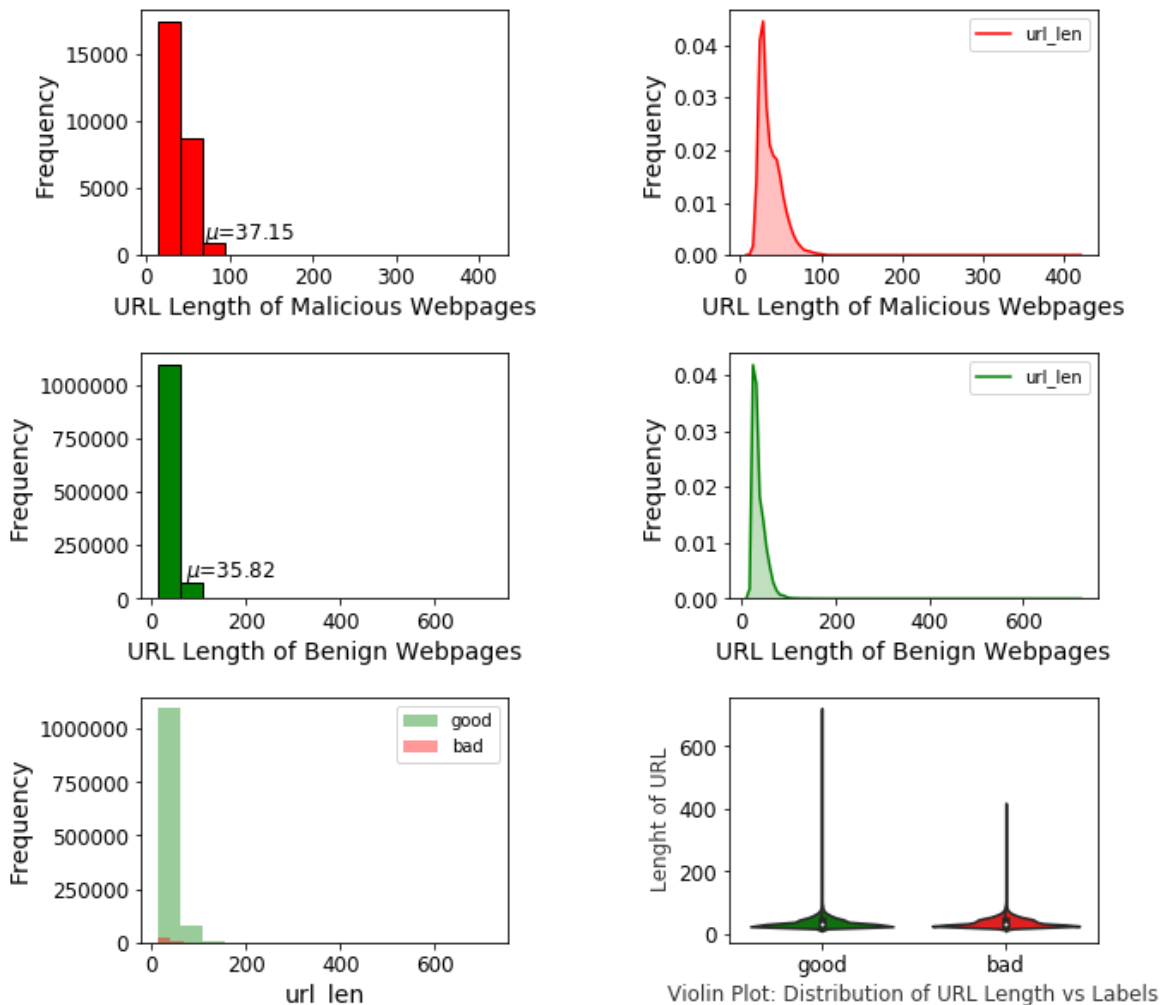 Frequency
15000
10000
5000
0
μ=37.15
0 100 200 300 400
URL Length of Malicious Webpages
url_len
Frequency
0.04
0.03
0.02
0.01
0.00
0 100 200 300 400
URL Length of Malicious Webpages
Frequency
1000000
750000
500000
250000
0
μ=35.82
0 200 400 600
URL Length of Benign Webpages
url_len
Frequency
0.04
0.03
0.02
0.01
0.00
0 200 400 600
URL Length of Benign Webpages
good
bad
Frequency
1000000
750000
500000
250000
0
0 200 400 600
url_len
Lenght of URL
600
400
200
0
good bad
Violin Plot: Distribution of URL Length vs Labels